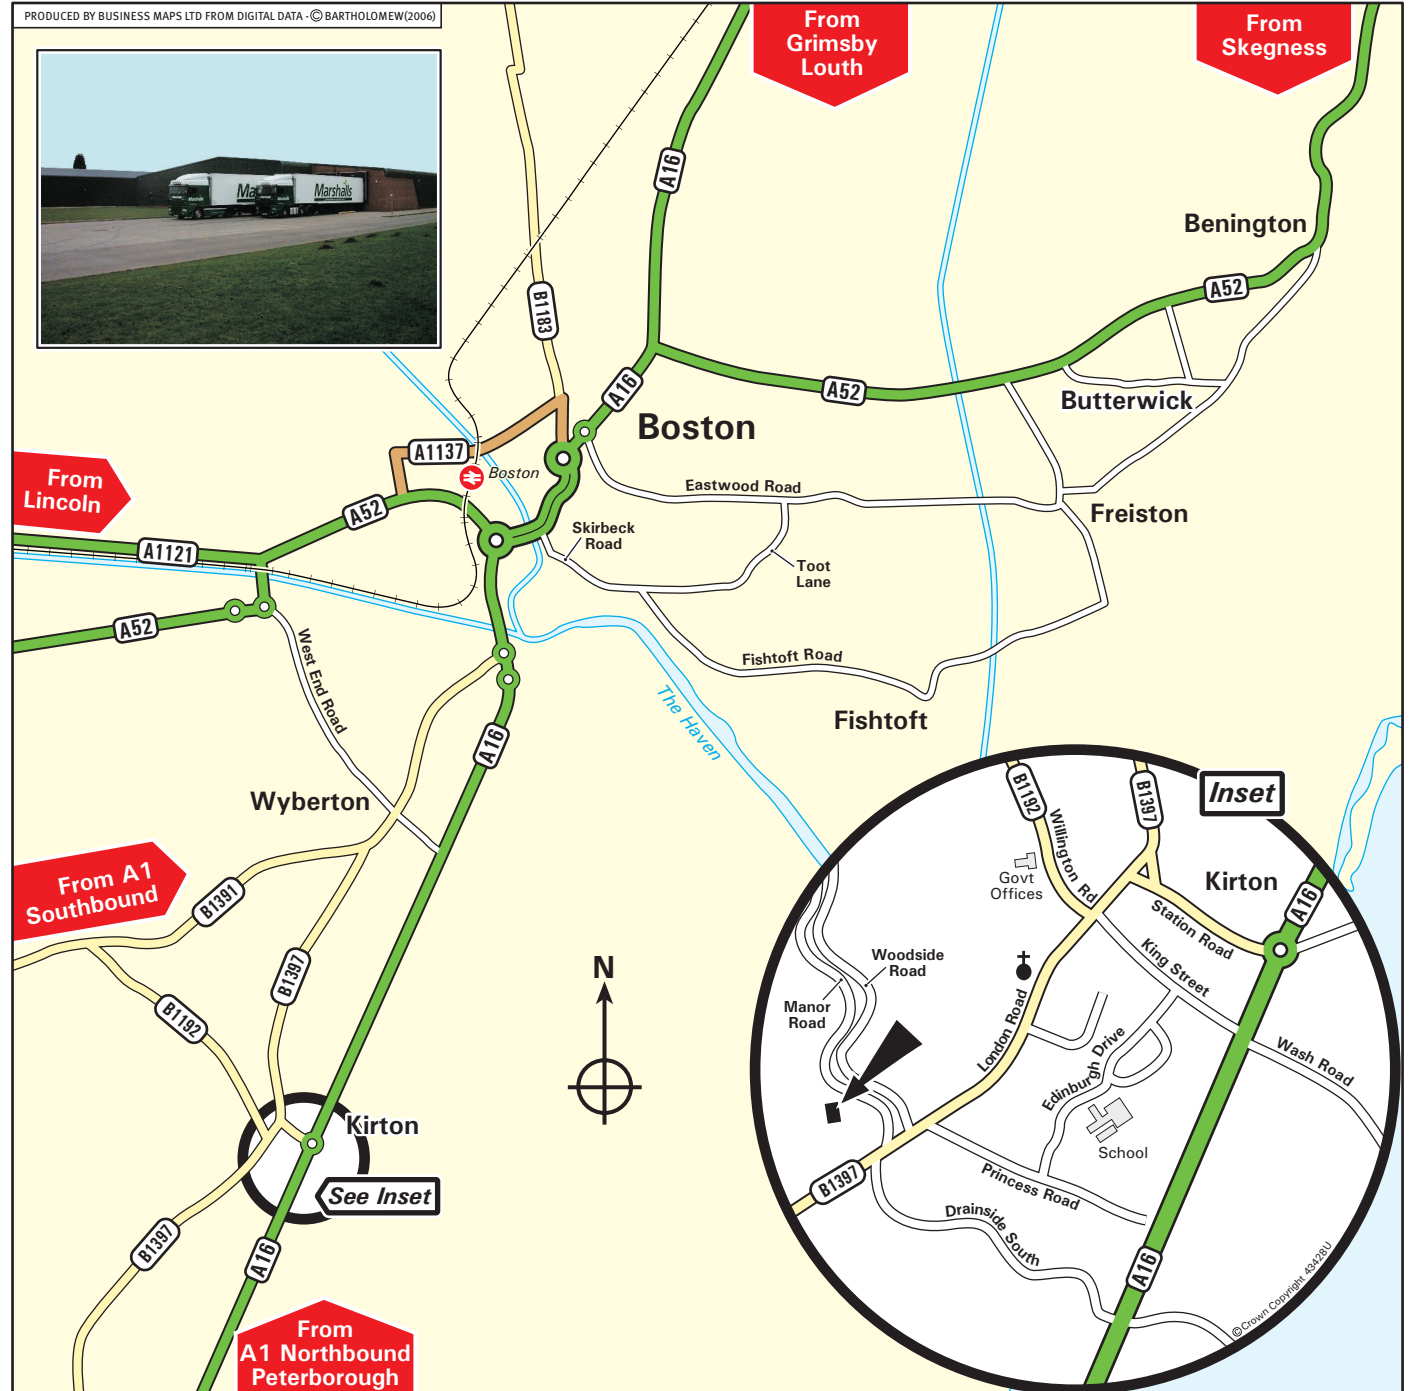 PRODUCED BY BUSINESS MAPS LTD FROM DIGITAL DATA - © BARTHOLOMEW(2006)
From
Grimsby
Louth
From
Skegness
A16
Marshalls
Benington
A52
B1183
A16
A52
Butterwick
Boston
A1137
Boston
From
Lincoln
Eastwood Road
A52
Freiston
Skirbeck
Road
A1121
Toot
Lane
A52
West End Road
Fishtoft Road
The Haven
Fishtoft
A16
Wyberton
Inset
B1192
B1397
Willington Rd
Govt
Offices
Kirton
A16
From A1
Southbound
B1391
Station Road
King Street
Woodside
Road
N
B1397
Manor
Road
London Road
B1192
Edinburgh Drive
Wash Road
Kirton
School
B1397
Princess Road
See Inset
Drainside South
B1397
A16
A16
©Crown Copyright 43428U
From
A1 Northbound
Peterborough